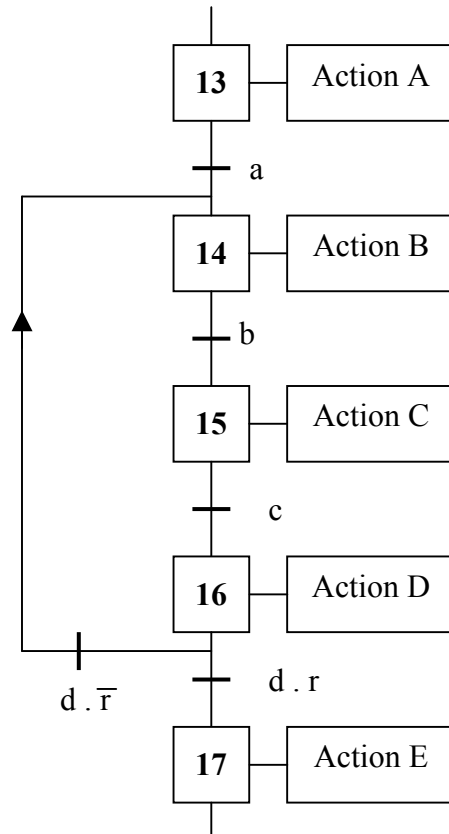 13 Action A
a
14 Action B
b
15 Action C
c
16 Action D
d . r̅ d . r
17 Action E